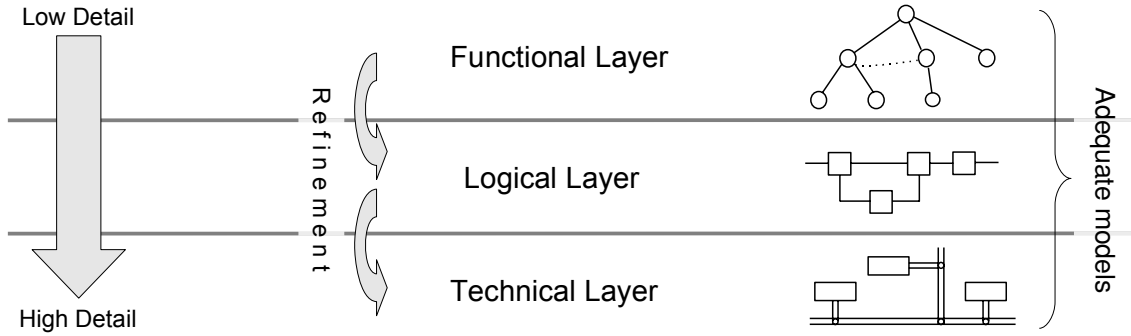 Low Detail
Functional Layer
Refinement
Logical Layer
Adequate models
Technical Layer
High Detail